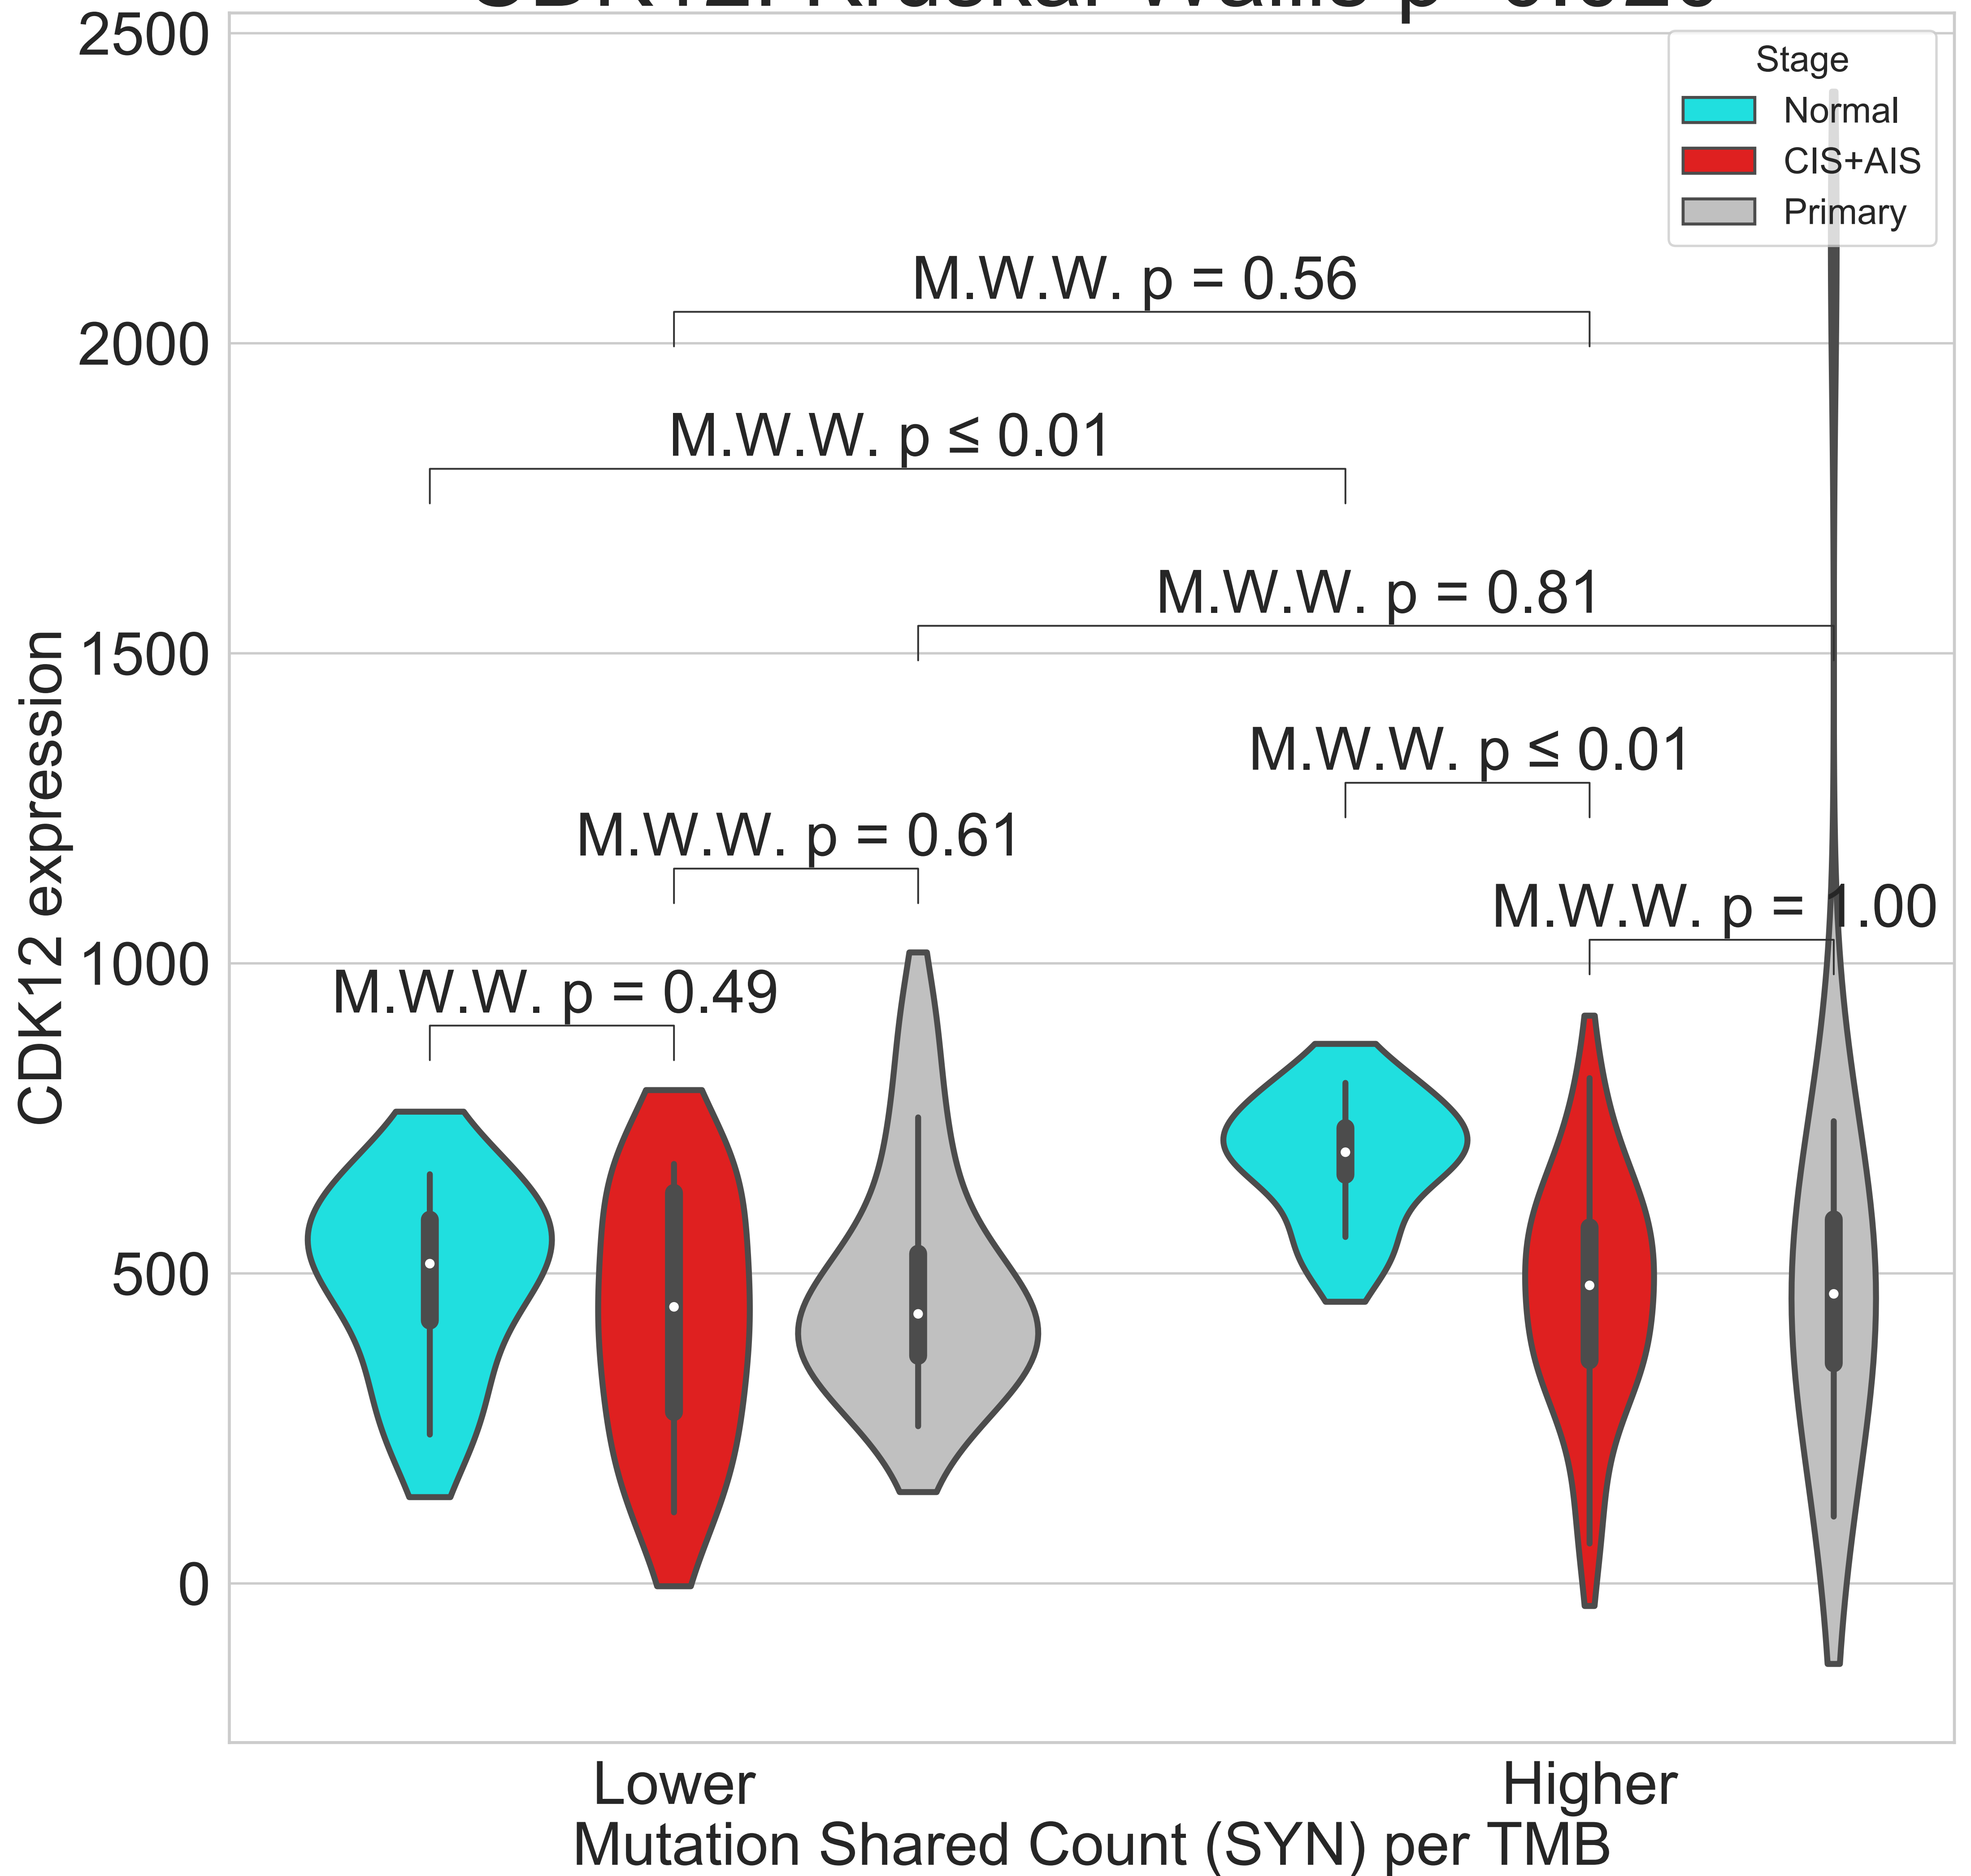 2500
Stage
Normal
CIS+AIS
Primary
M.W.W. p = 0.56
2000
M.W.W. p ≤ 0.01
M.W.W. p = 0.81
1500
M.W.W. p ≤ 0.01
M.W.W. p = 0.61
M.W.W. p = 1.00
1000
M.W.W. p = 0.49
500
0
CDK12 expression
Lower
Higher
Mutation Shared Count (SYN) per TMB